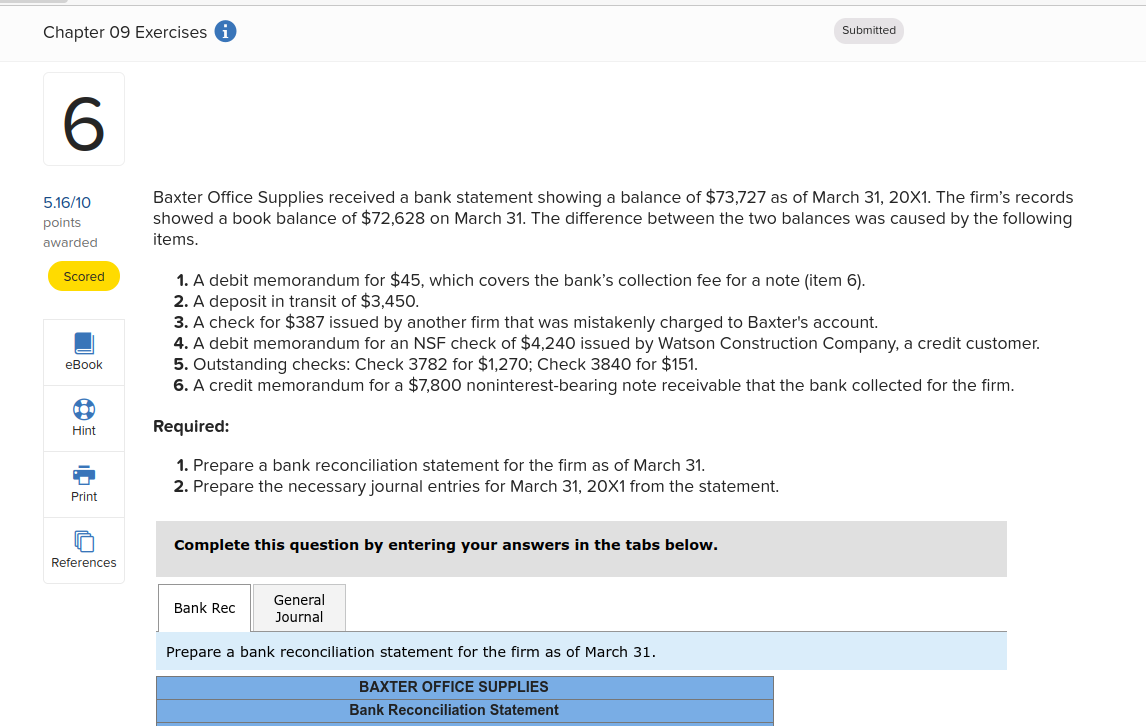 Chapter 09 Exercises i
Submitted
6
5.16/10
points
awarded
Scored
eBook
Hint
Print
References
Baxter Office Supplies received a bank statement showing a balance of $73,727 as of March 31, 20X1. The firm’s records
showed a book balance of $72,628 on March 31. The difference between the two balances was caused by the following
items.
1. A debit memorandum for $45, which covers the bank’s collection fee for a note (item 6).
2. A deposit in transit of $3,450.
3. A check for $387 issued by another firm that was mistakenly charged to Baxter's account.
4. A debit memorandum for an NSF check of $4,240 issued by Watson Construction Company, a credit customer.
5. Outstanding checks: Check 3782 for $1,270; Check 3840 for $151.
6. A credit memorandum for a $7,800 noninterest-bearing note receivable that the bank collected for the firm.
Required:
1. Prepare a bank reconciliation statement for the firm as of March 31.
2. Prepare the necessary journal entries for March 31, 20X1 from the statement.
Complete this question by entering your answers in the tabs below.
Bank Rec
General
Journal
Prepare a bank reconciliation statement for the firm as of March 31.
BAXTER OFFICE SUPPLIES
Bank Reconciliation Statement